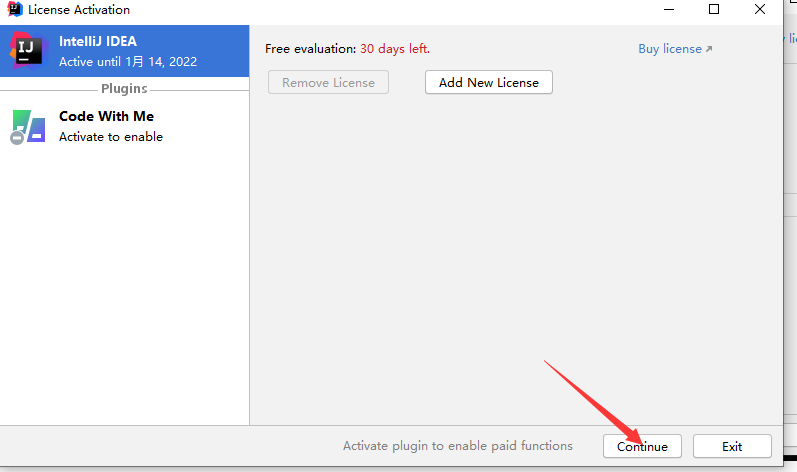 License Activation
IntelliJ IDEA
Active until 1月 14, 2022
Plugins
Code With Me
Activate to enable
Free evaluation: 30 days left.
Buy license ↗
Remove License
Add New License
Activate plugin to enable paid functions
Continue
Exit